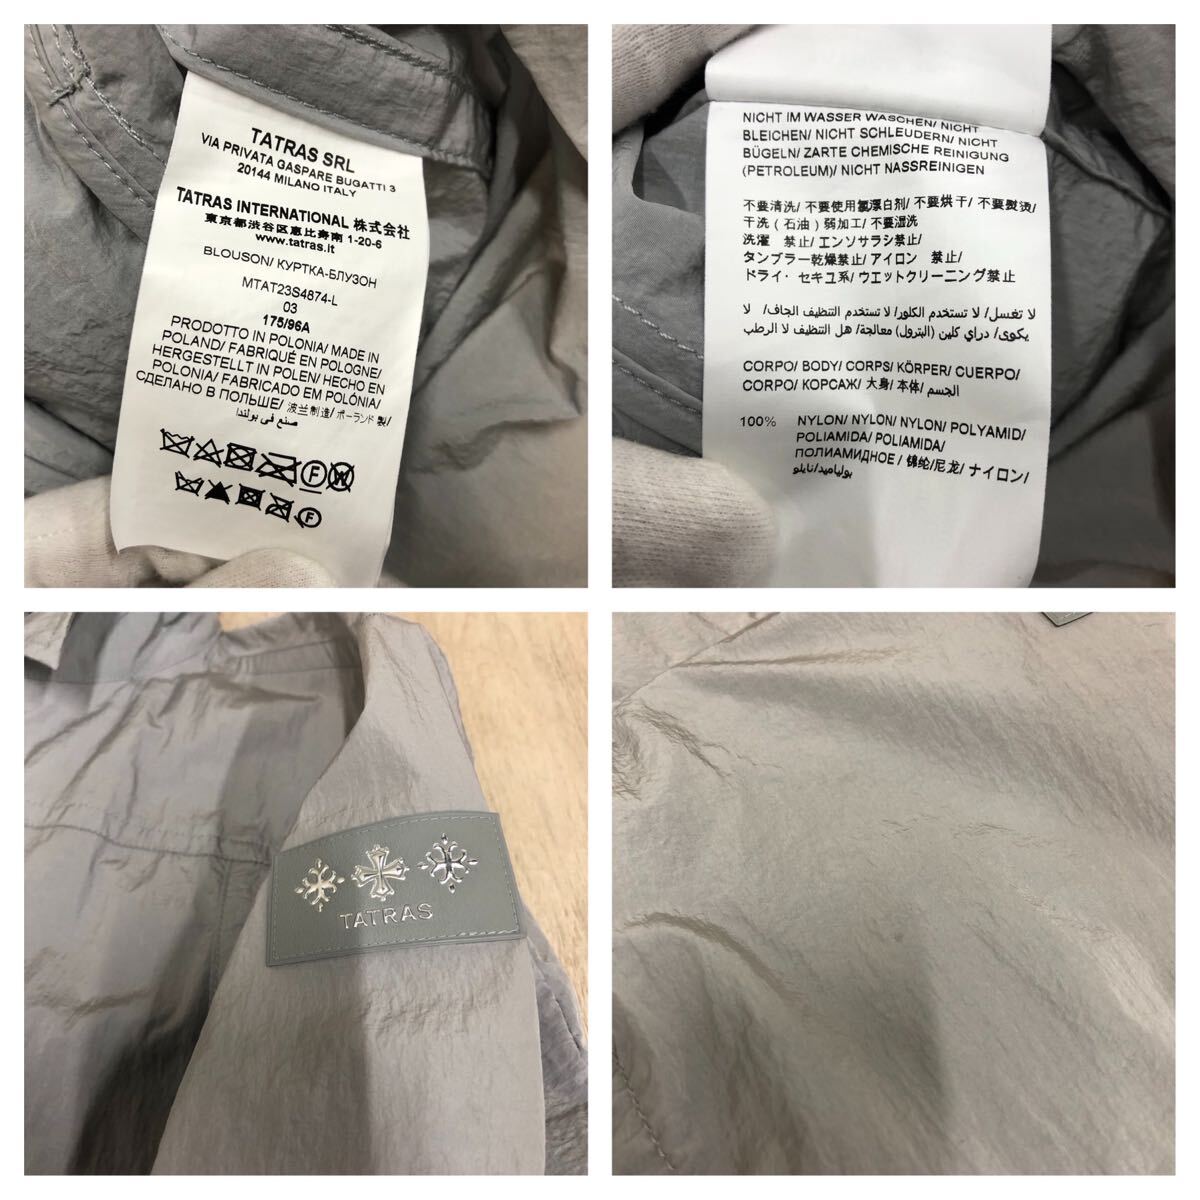 TATRAS SRL
VIA PRIVATA GASPARE BUGATTI 3
20144 MILANO ITALY
TATRAS INTERNATIONAL 株式会社
東京都渋谷区恵比寿南 1-20-6
www.tatras.it
BLOUSON/ КУРТКА-БЛУЗОН
MTAT23S4874-L
03
175/96A
PRODOTTO IN POLONIA/ MADE IN
POLAND/ FABRIQUÉ EN POLOGNE/
HERGESTELLT IN POLEN/ HECHO EN
POLONIA/ FABRICADO EM POLÓNIA/
СДЕЛАНО В ПОЛЬШЕ/ 波兰制造/ ポーランド 製/
صنع في بولندا
F W
F
NICHT IM WASSER WASCHEN/ NICHT
BLEICHEN/ NICHT SCHLEUDERN/ NICHT
BÜGELN/ ZARTE CHEMISCHE REINIGUNG
(PETROLEUM)/ NICHT NASSREINIGEN
不要清洗/ 不要使用氯漂白剂/ 不要烘干/ 不要熨烫/
干洗（石油）弱加工/ 不要湿洗
洗濯 禁止/ エンソサラシ禁止/
タンブラー乾燥禁止/ アイロン 禁止/
ドライ・セキユ系/ ウエットクリーニング禁止
لا تغسل/ لا تستخدم الكلور/ لا تستخدم التنظيف الجاف/ لا
يكوى/ دراي كلين (البترول) معالجة/ هل التنظيف لا الرطب
CORPO/ BODY/ CORPS/ KÖRPER/ CUERPO/
CORPO/ КОРСАЖ/ 大身/ 本体/ الجسم
100% NYLON/ NYLON/ NYLON/ POLYAMID/
POLIAMIDA/ POLIAMIDA/
ПОЛИАМИДНОЕ/ 锦纶/尼龙/ ナイロン/
بولياميد/نايلو
TATRAS